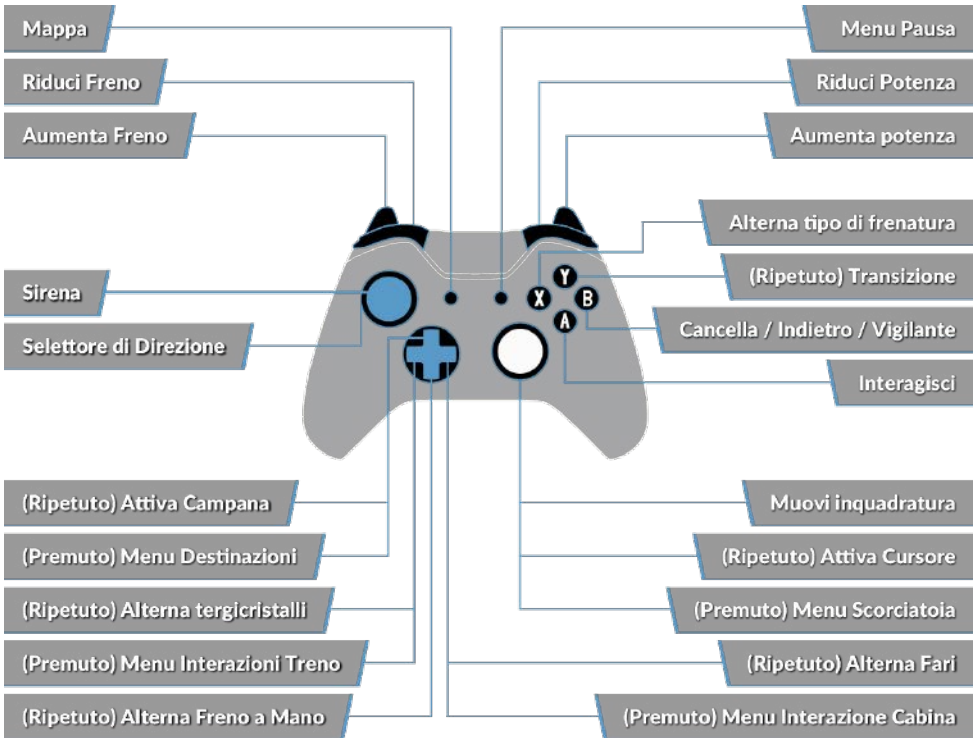 Mappa
Riduci Freno
Aumenta Freno
Sirena
Selettore di Direzione
(Ripetuto) Attiva Campana
(Premuto) Menu Destinazioni
(Ripetuto) Alterna tergicristalli
(Premuto) Menu Interazioni Treno
(Ripetuto) Alterna Freno a Mano
Menu Pausa
Riduci Potenza
Aumenta potenza
Alterna tipo di frenatura
(Ripetuto) Transizione
Cancella / Indietro / Vigilante
Interagisci
Muovi inquadratura
(Ripetuto) Attiva Cursore
(Premuto) Menu Scorciatoia
(Ripetuto) Alterna Fari
(Premuto) Menu Interazione Cabina
Y
X
B
A